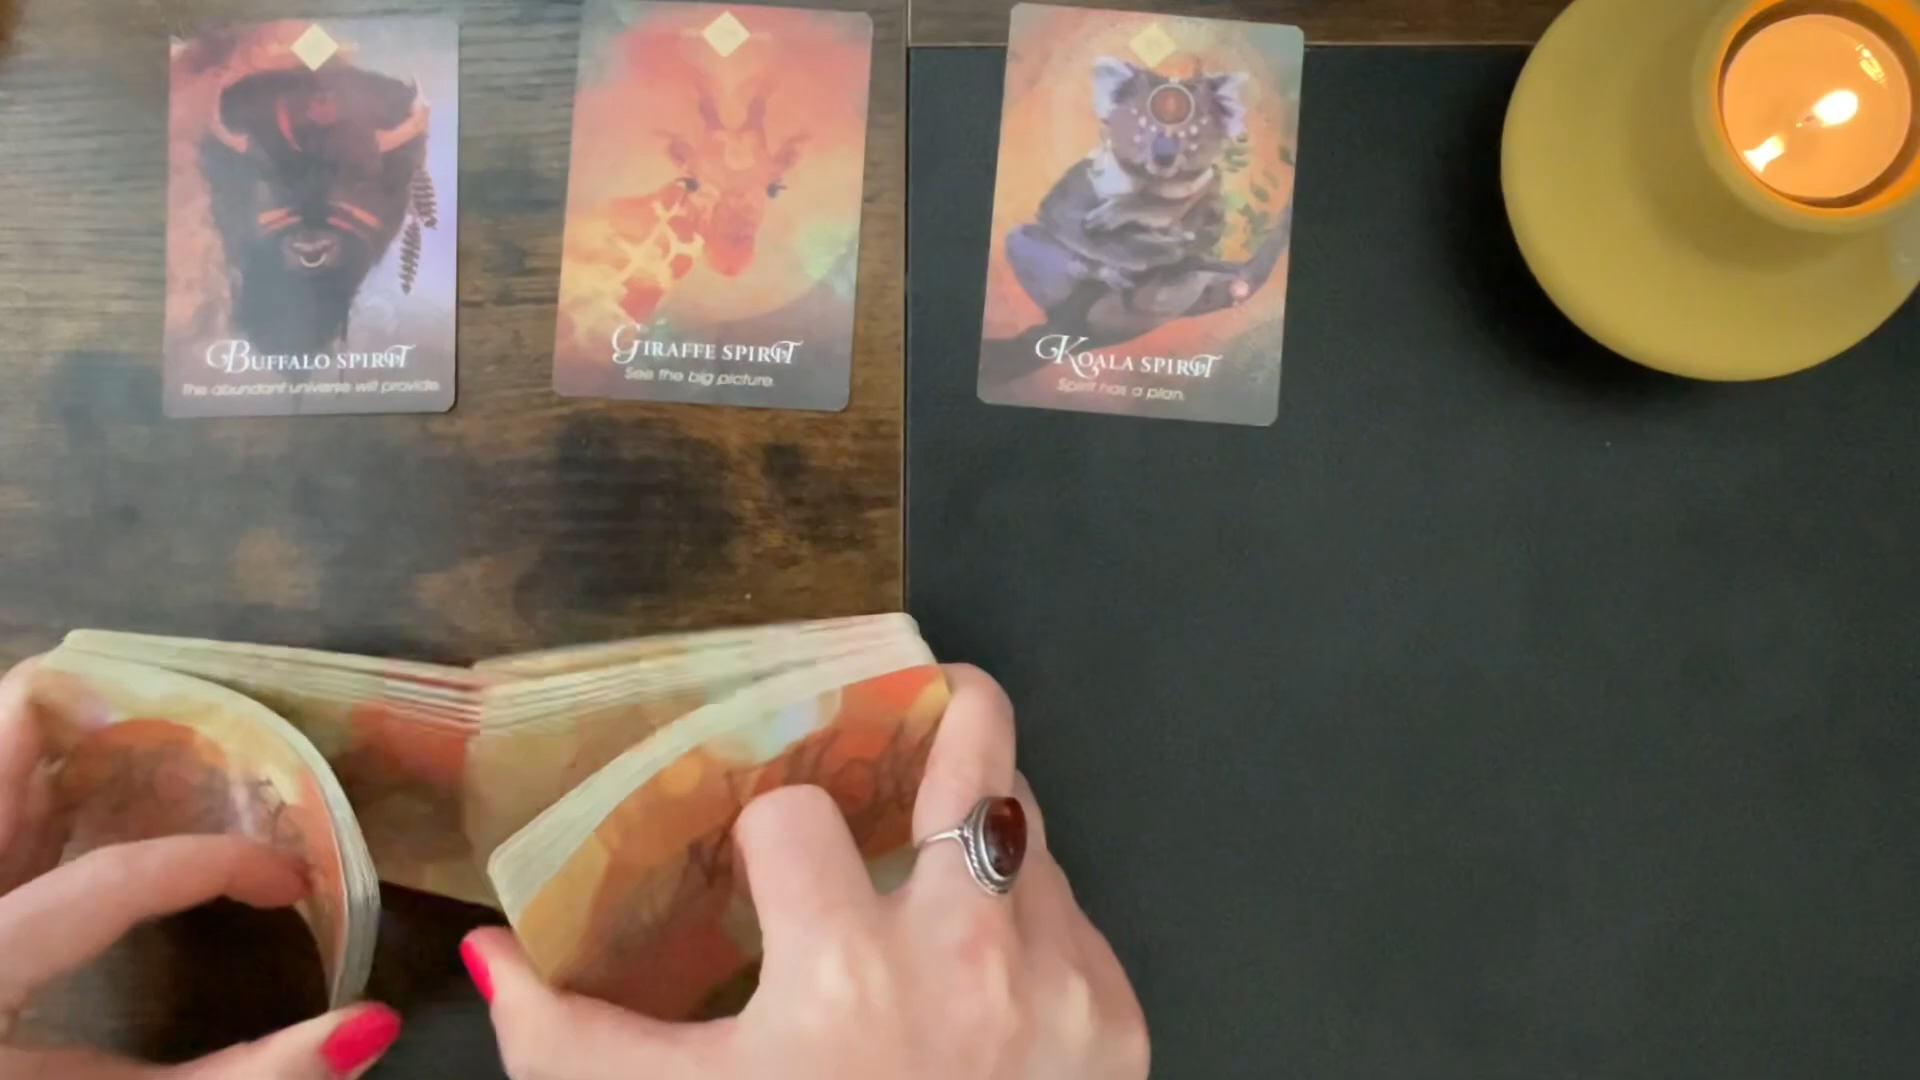 BUFFALO SPIRIT
The abundant universe will provide.
GIRAFFE SPIRIT
See the big picture.
KOALA SPIRIT
Spirit has a plan.